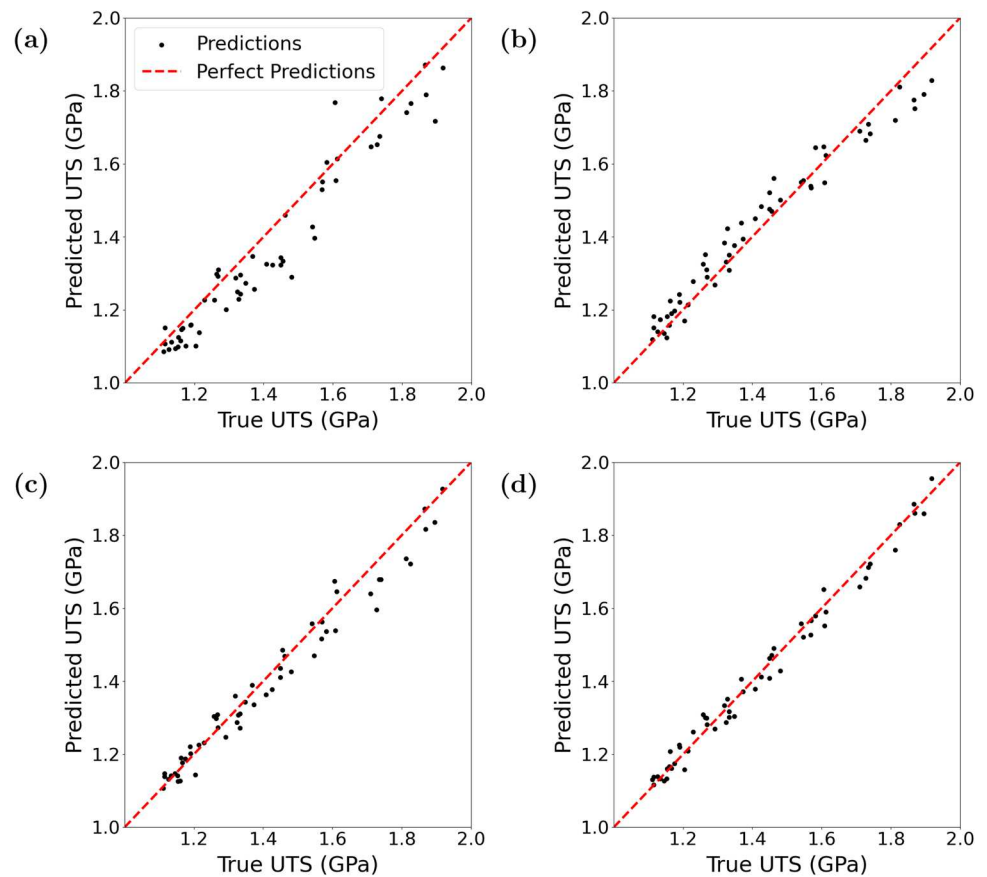 (a)
2.0
1.8
1.6
1.4
1.2
1.0
Predicted UTS (GPa)
Predictions
Perfect Predictions
1.2 1.4 1.6 1.8 2.0
True UTS (GPa)
(b)
2.0
1.8
1.6
1.4
1.2
1.0
Predicted UTS (GPa)
1.2 1.4 1.6 1.8 2.0
True UTS (GPa)
(c)
2.0
1.8
1.6
1.4
1.2
1.0
Predicted UTS (GPa)
1.2 1.4 1.6 1.8 2.0
True UTS (GPa)
(d)
2.0
1.8
1.6
1.4
1.2
1.0
Predicted UTS (GPa)
1.2 1.4 1.6 1.8 2.0
True UTS (GPa)